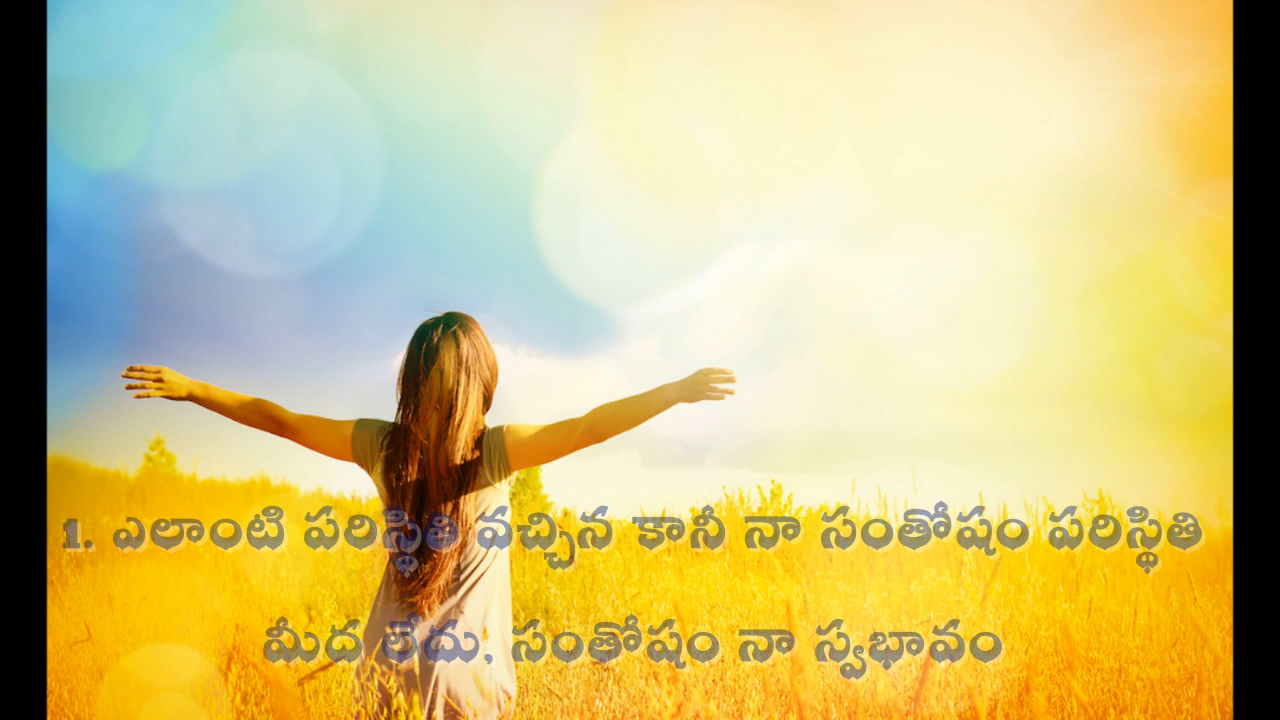 1. ఎలాంటి పరిస్థితి వచ్చిన కానీ నా సంతోషం పరిస్థితి
మీద లేదు, సంతోషం నా స్వభావం